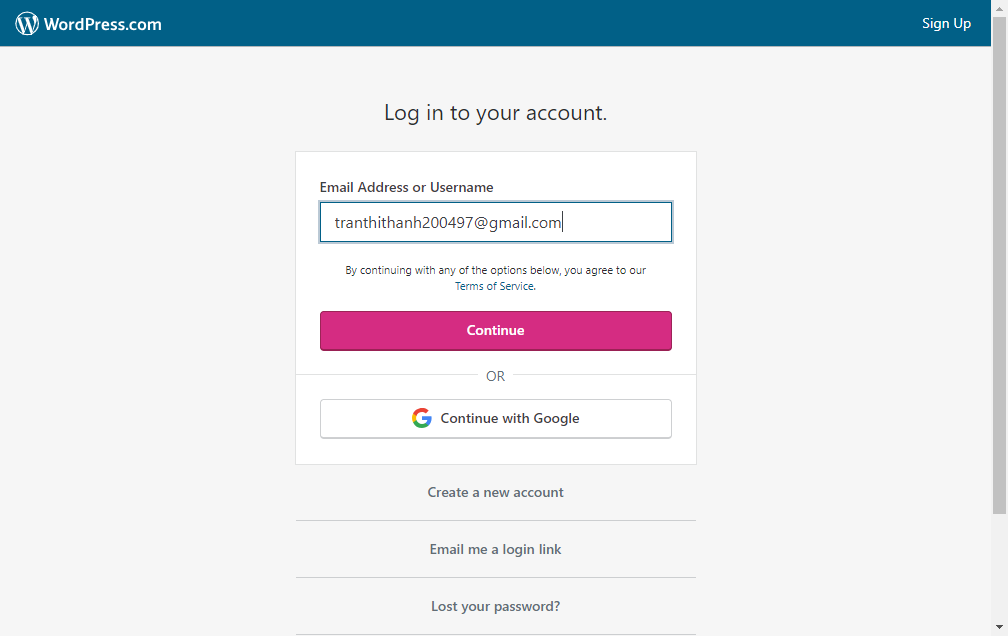 WordPress.com
Sign Up
Log in to your account.
Email Address or Username
tranthithanh200497@gmail.com
By continuing with any of the options below, you agree to our
Terms of Service.
Continue
OR
Continue with Google
Create a new account
Email me a login link
Lost your password?